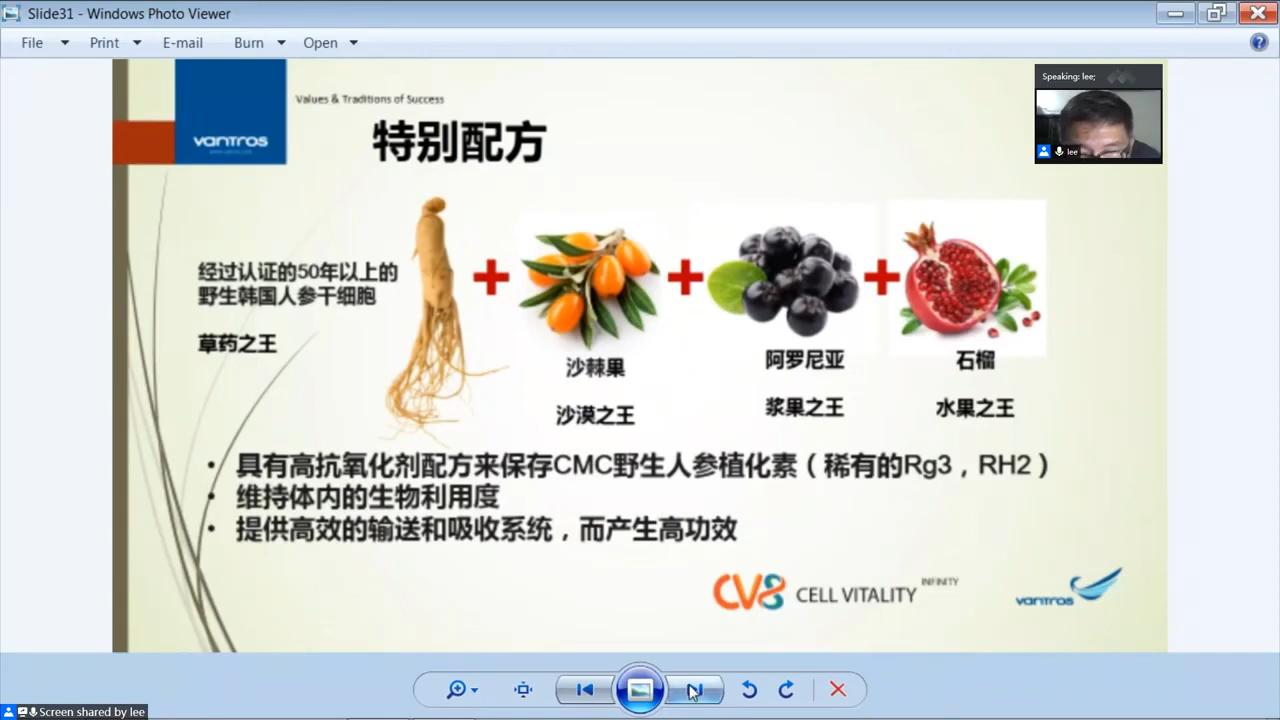 Slide31 - Windows Photo Viewer
File Print E-mail Burn Open
Speaking: lee;
lee
Values & Traditions of Success
vantros
特别配方
经过认证的50年以上的
野生韩国人参干细胞
草药之王
沙棘果
沙漠之王
阿罗尼亚
浆果之王
石榴
水果之王
• 具有高抗氧化剂配方来保存CMC野生人参植化素（稀有的Rg3，RH2）
• 维持体内的生物利用度
• 提供高效的输送和吸收系统，而产生高功效
CV8 CELL VITALITY INFINITY
vantros
Screen shared by lee